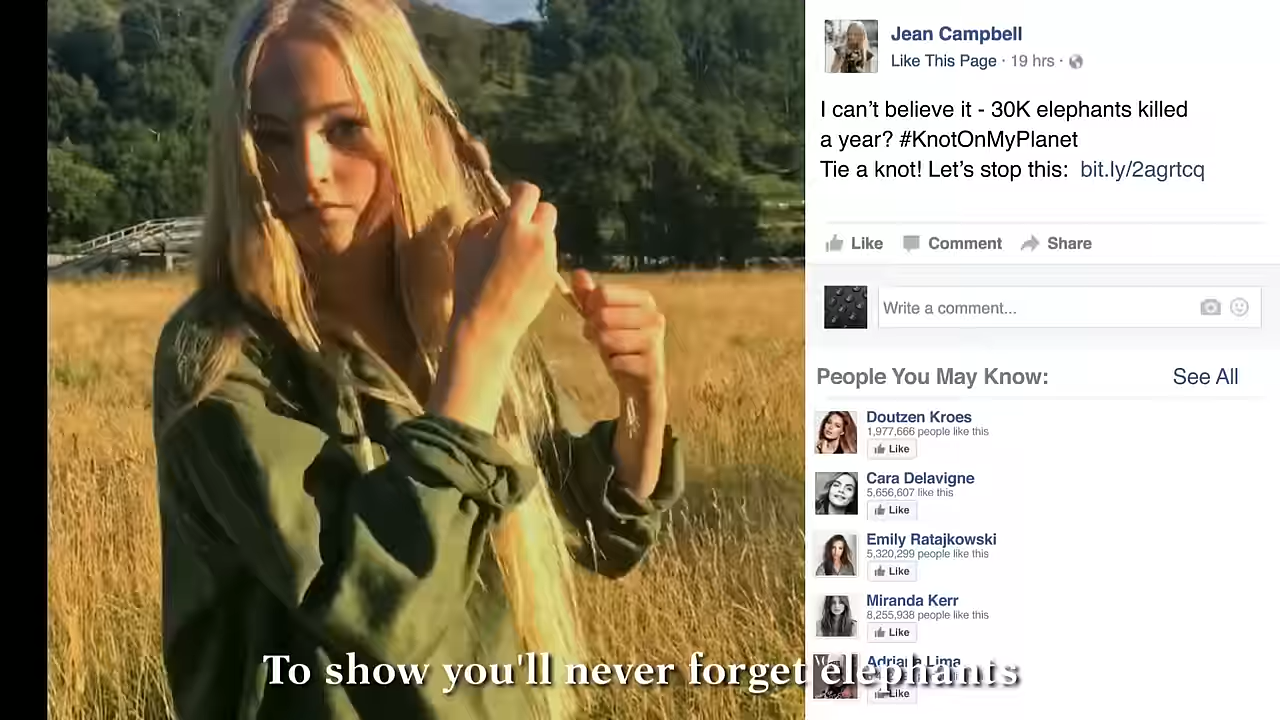 Jean Campbell
Like This Page · 19 hrs ·
I can't believe it - 30K elephants killed
a year? #KnotOnMyPlanet
Tie a knot! Let's stop this: bit.ly/2agrtcq
Like Comment Share
Write a comment...
People You May Know: See All
Doutzen Kroes
1,977,666 people like this
Like
Cara Delavigne
5,656,607 like this
Like
Emily Ratajkowski
5,320,299 people like this
Like
Miranda Kerr
8,255,938 people like this
Like
Adriana Lima
Like
To show you'll never forget elephants